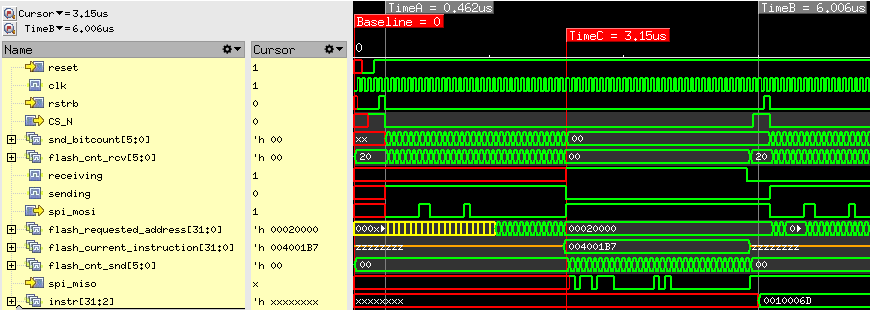 Cursor▼=3.15us
TimeB▼=6.006us
TimeA = 0.462us
TimeB = 6.006us
Baseline = 0
TimeC = 3.15us
Name Cursor 0
reset 1
clk 1
rstrb 0
CS_N 0
snd_bitcount[5:0] 'h 00 xx 00
flash_cnt_rcv[5:0] 'h 00 20 00 20
receiving 1
sending 0
spi_mosi 1
flash_requested_address[31:0] 'h 00020000 000x 00020000 0
flash_current_instruction[31:0] 'h 004001B7 zzzzzzzz 004001B7 zzzzzzzz
flash_cnt_snd[5:0] 'h 00 00 00
spi_miso x
instr[31:2] 'h xxxxxxxx xxxxxxxx 0010006D